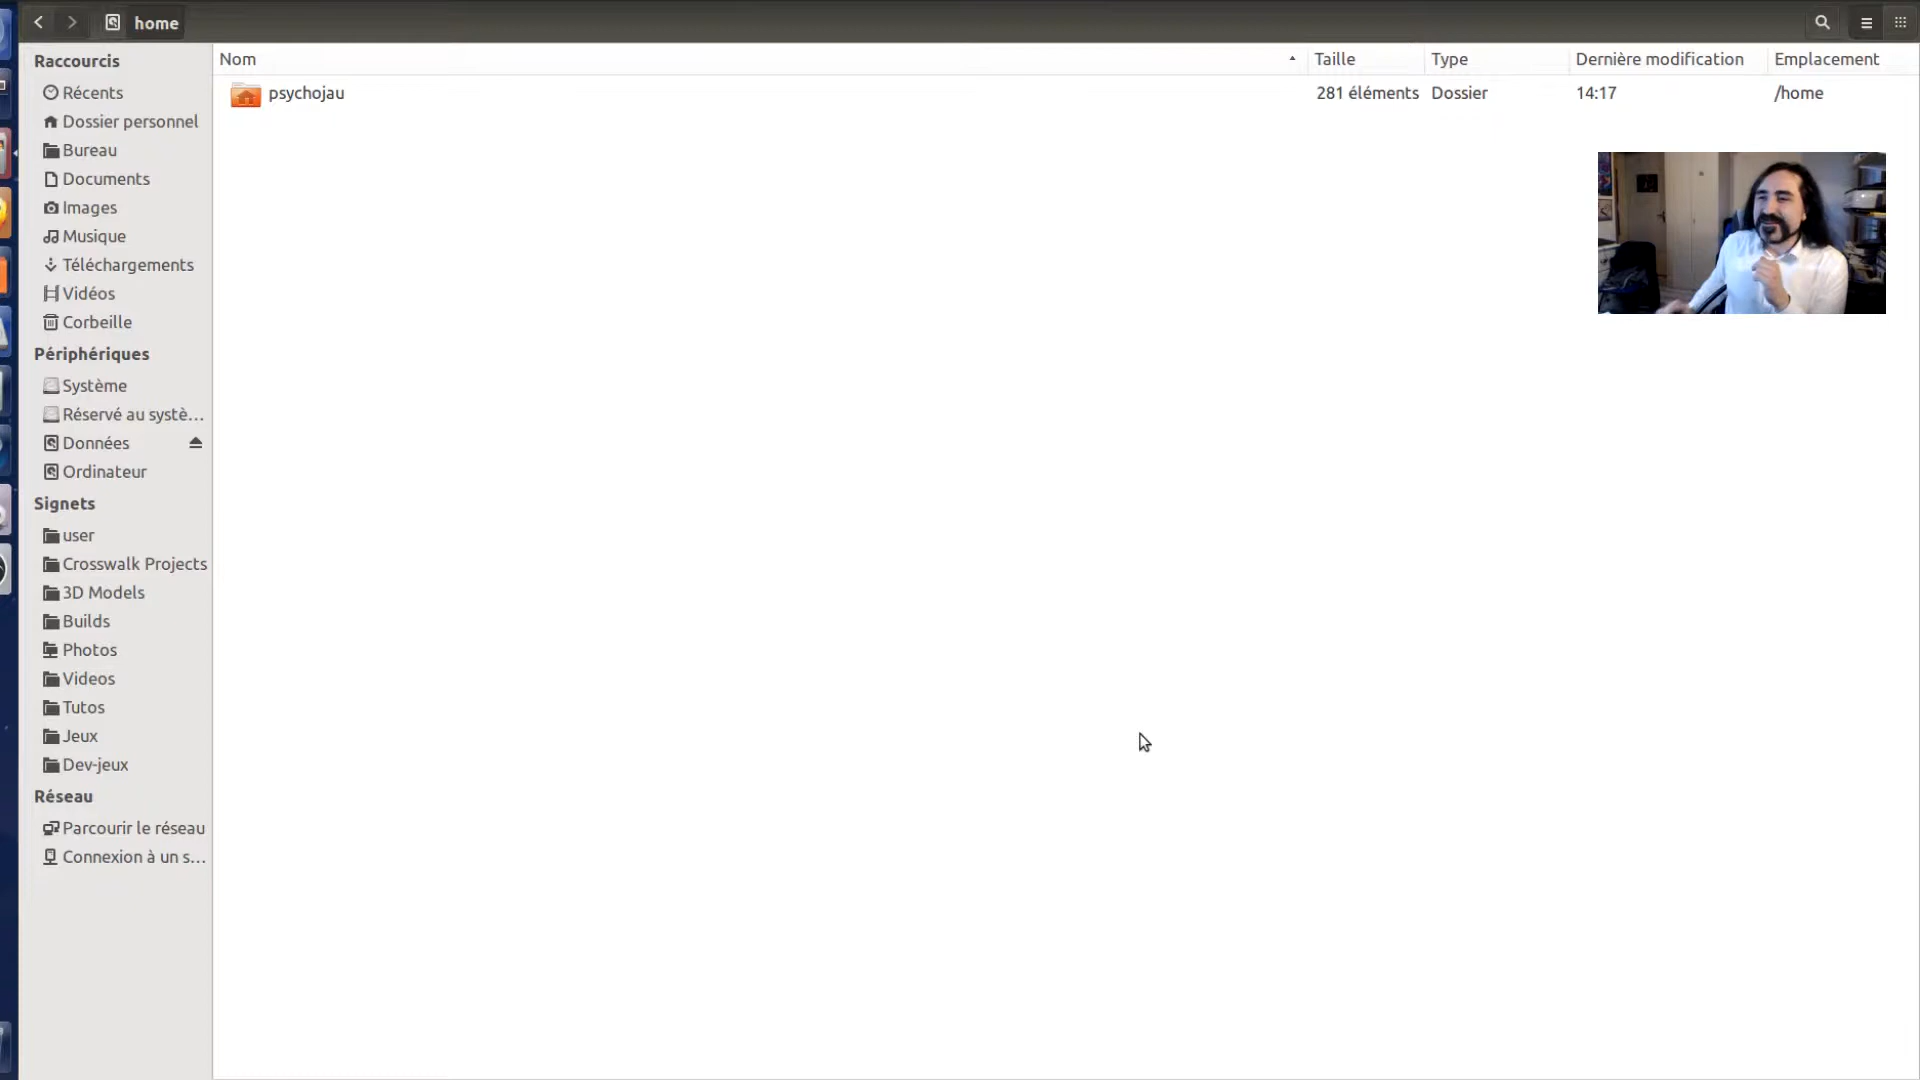 home
Raccourcis
Récents
Dossier personnel
Bureau
Documents
Images
Musique
Téléchargements
Vidéos
Corbeille
Périphériques
Système
Réservé au systè...
Données
Ordinateur
Signets
user
Crosswalk Projects
3D Models
Builds
Photos
Videos
Tutos
Jeux
Dev-jeux
Réseau
Parcourir le réseau
Connexion à un s...
Nom Taille Type Dernière modification Emplacement
psychojau 281 éléments Dossier 14:17 /home